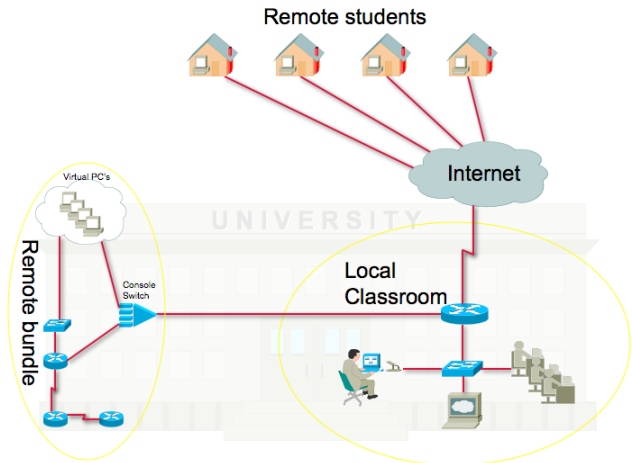 Remote students
Internet
Virtual PC's
UNIVERSITY
Remote bundle
Console
Switch
Local
Classroom